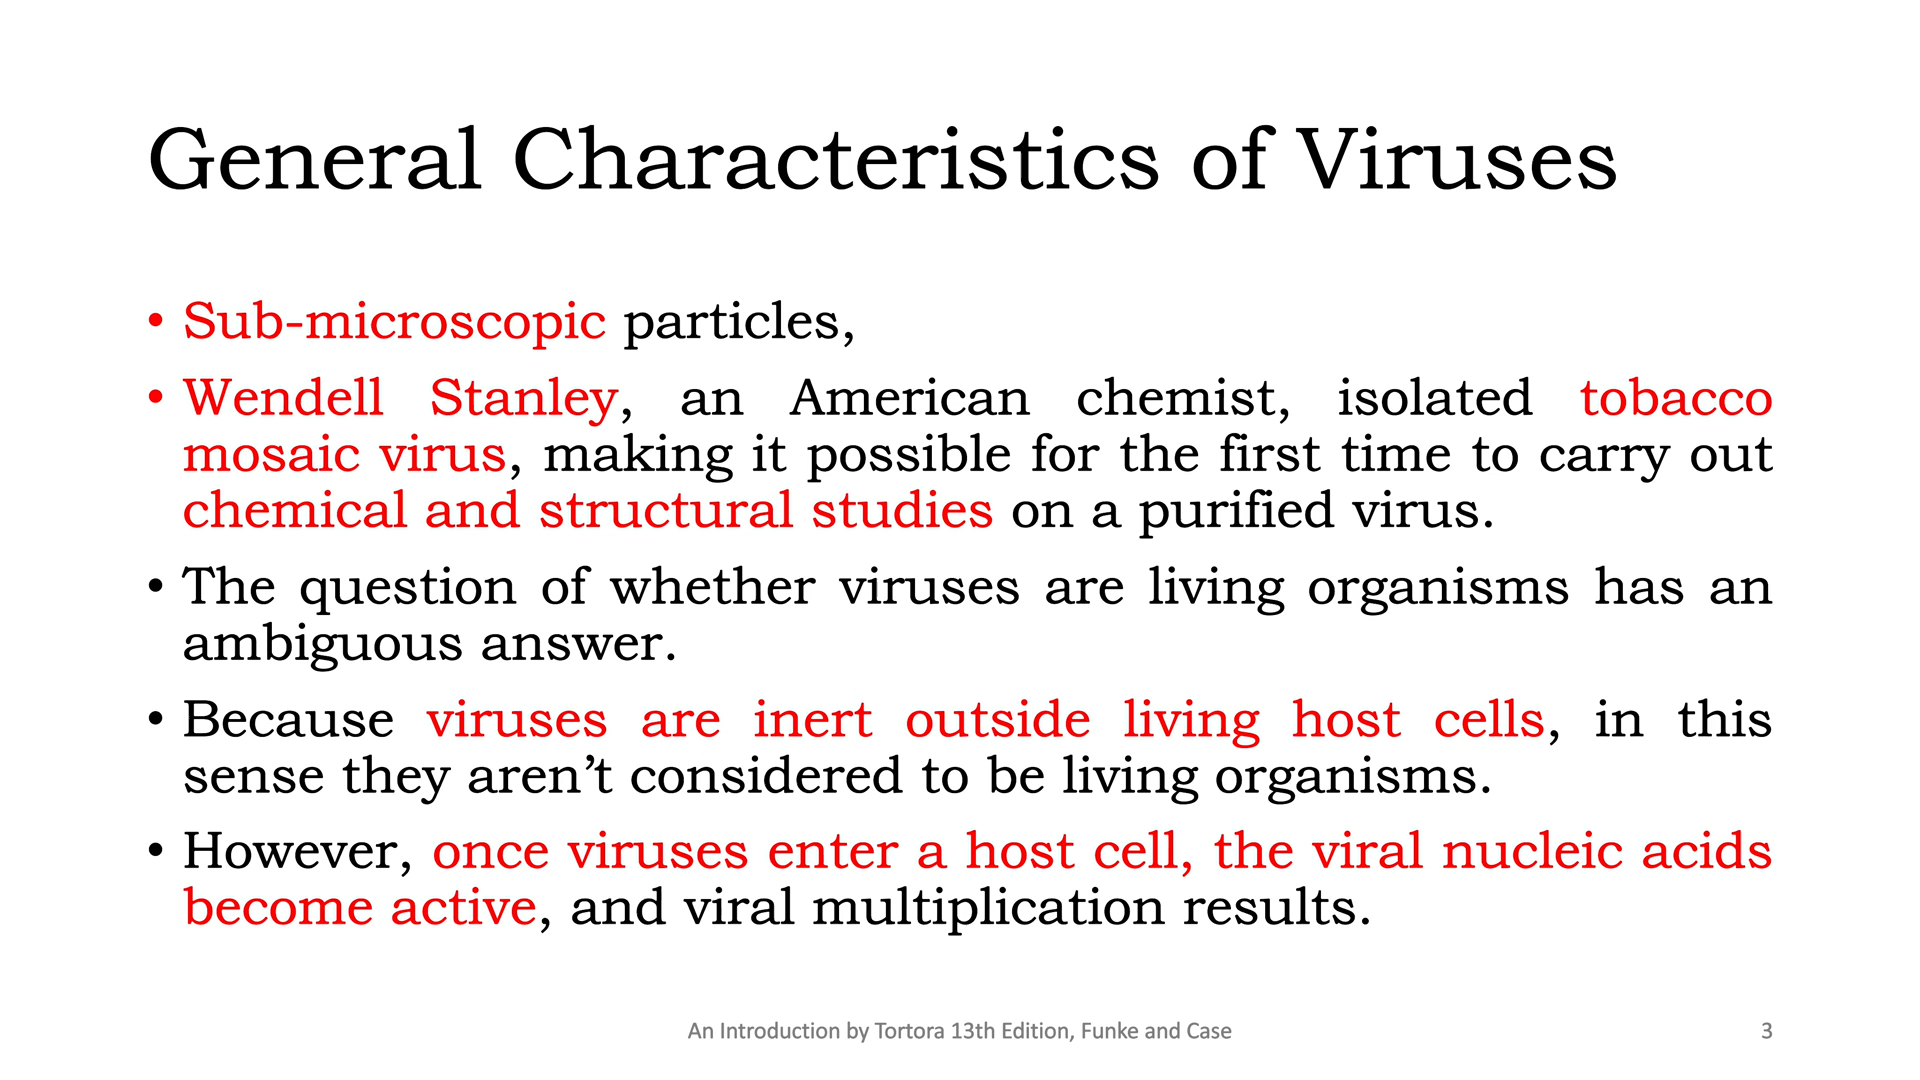 General Characteristics of Viruses
• Sub-microscopic particles,
• Wendell Stanley, an American chemist, isolated tobacco
mosaic virus, making it possible for the first time to carry out
chemical and structural studies on a purified virus.
• The question of whether viruses are living organisms has an
ambiguous answer.
• Because viruses are inert outside living host cells, in this
sense they aren’t considered to be living organisms.
• However, once viruses enter a host cell, the viral nucleic acids
become active, and viral multiplication results.
An Introduction by Tortora 13th Edition, Funke and Case
3